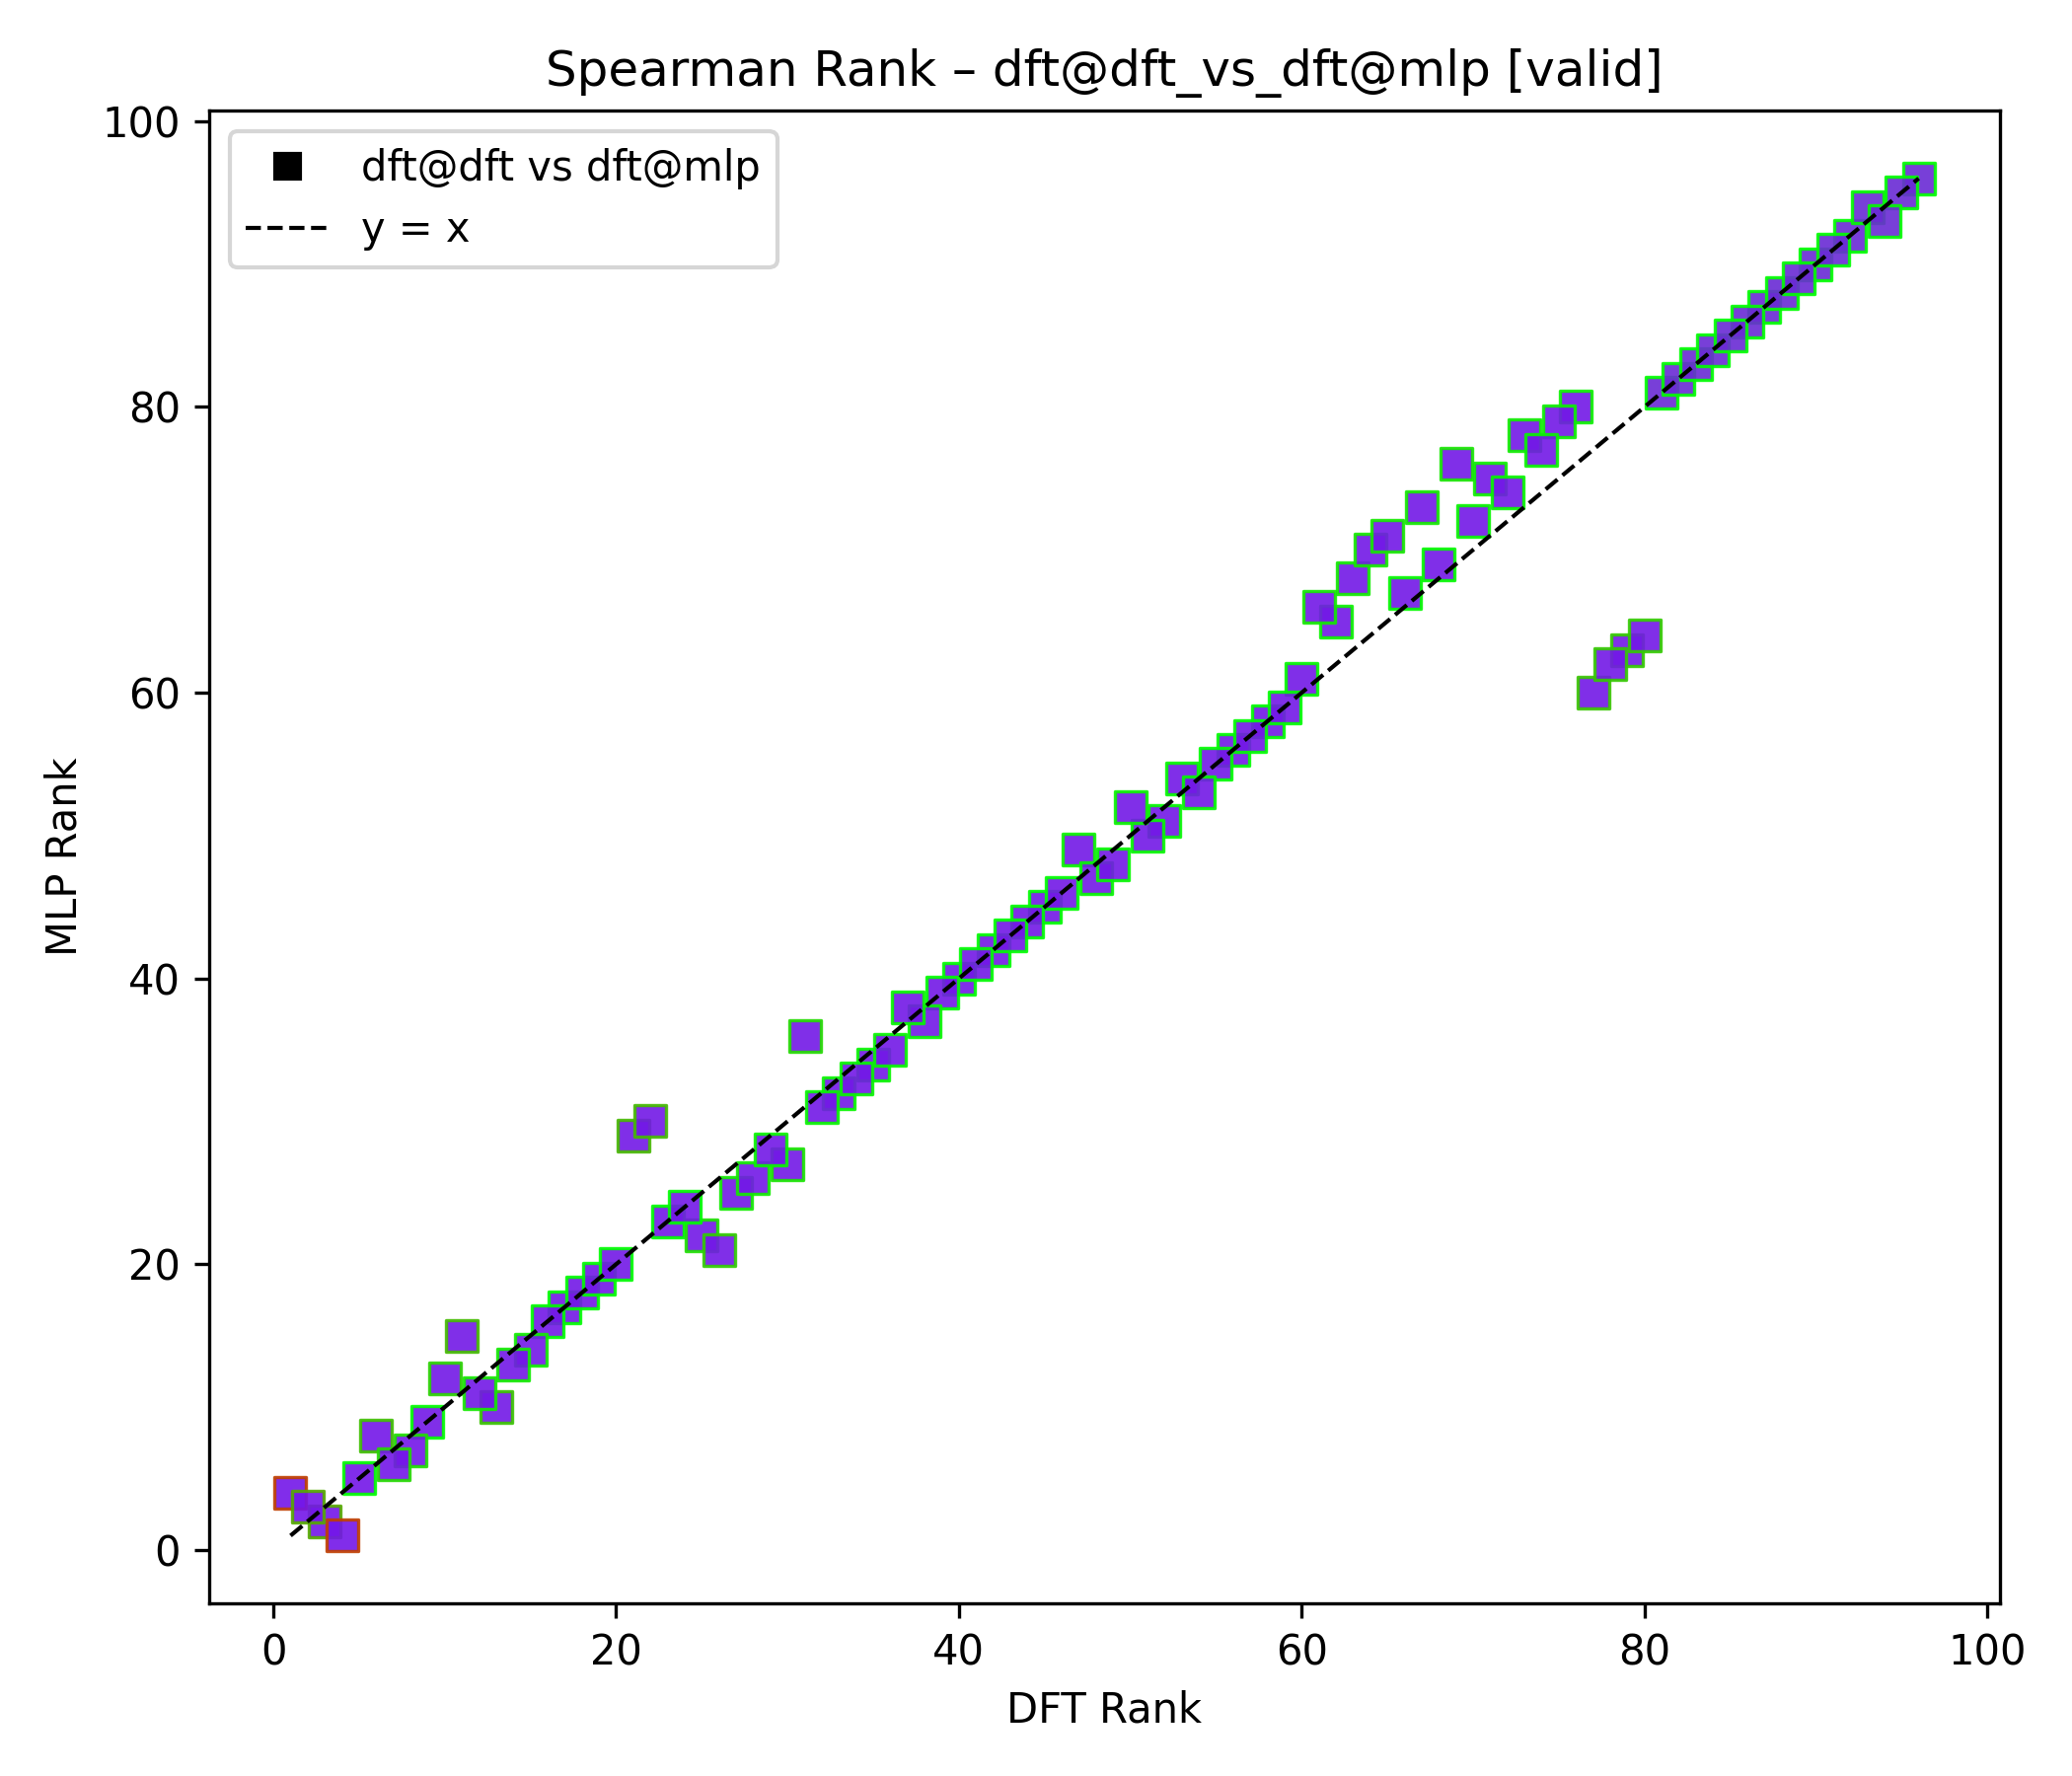 Spearman Rank – dft@dft_vs_dft@mlp [valid]
dft@dft vs dft@mlp
y = x
MLP Rank
100
80
60
40
20
0
0 20 40 60 80 100
DFT Rank